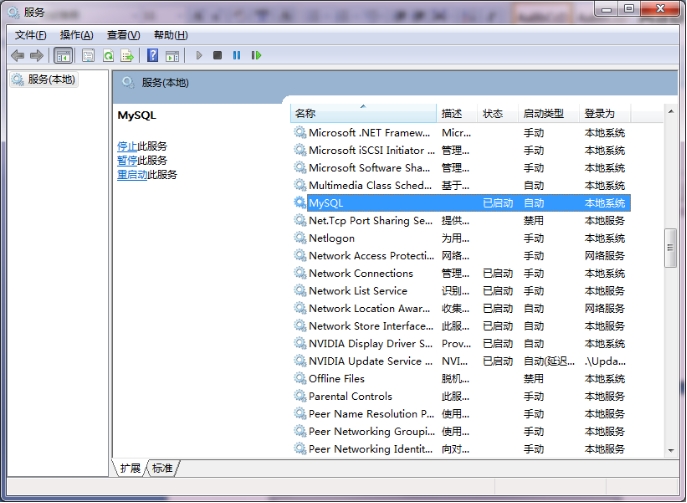 服务
文件(F) 操作(A) 查看(V) 帮助(H)
服务(本地)
服务(本地)
MySQL
停止此服务
暂停此服务
重启动此服务
名称 描述 状态 启动类型 登录为
Microsoft .NET Framew... Micr... 手动 本地系统
Microsoft iSCSI Initiator ... 管理... 手动 本地系统
Microsoft Software Sha... 管理... 手动 本地系统
Multimedia Class Sched... 基于... 自动 本地系统
MySQL 已启动 自动 本地系统
Net.Tcp Port Sharing Se... 提供... 禁用 本地服务
Netlogon 为用... 手动 本地系统
Network Access Protecti... 网络... 手动 网络服务
Network Connections 管理... 已启动 手动 本地系统
Network List Service 识别... 已启动 手动 本地服务
Network Location Awar... 收集... 已启动 自动 网络服务
Network Store Interface... 此服... 已启动 自动 本地服务
NVIDIA Display Driver S... Prov... 已启动 自动 本地系统
NVIDIA Update Service ... NVI... 已启动 自动(延迟... .\Upda...
Offline Files 脱机... 禁用 本地系统
Parental Controls 此服... 手动 本地服务
Peer Name Resolution P... 使用... 手动 本地服务
Peer Networking Groupi... 使用... 手动 本地服务
Peer Networking Identit... 向对... 手动 本地服务
扩展 标准